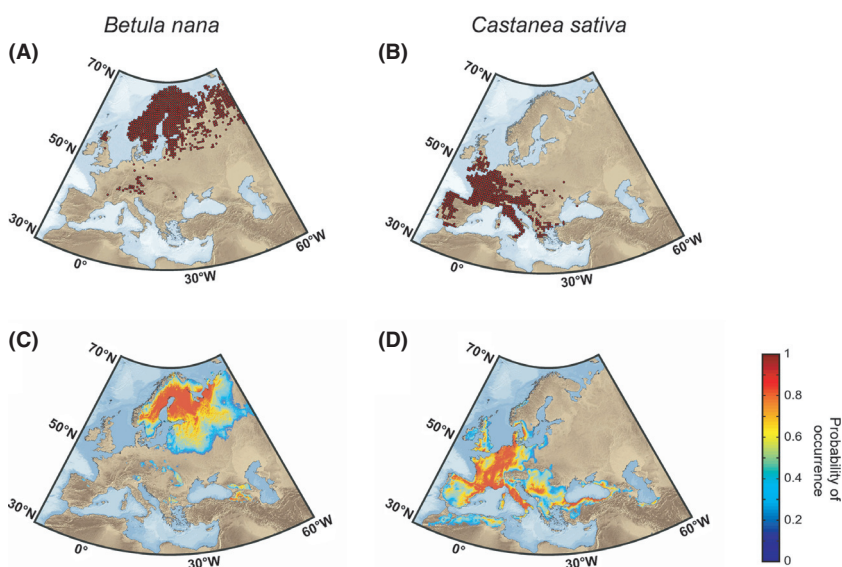 Betula nana
Castanea sativa
(A)
(B)
70°N
50°N
30°N
0°
30°W
60°W
70°N
50°N
30°N
0°
30°W
60°W
(C)
(D)
70°N
50°N
30°N
0°
30°W
60°W
70°N
50°N
30°N
0°
30°W
60°W
1
0.8
0.6
0.4
0.2
0
Probability of
occurrence